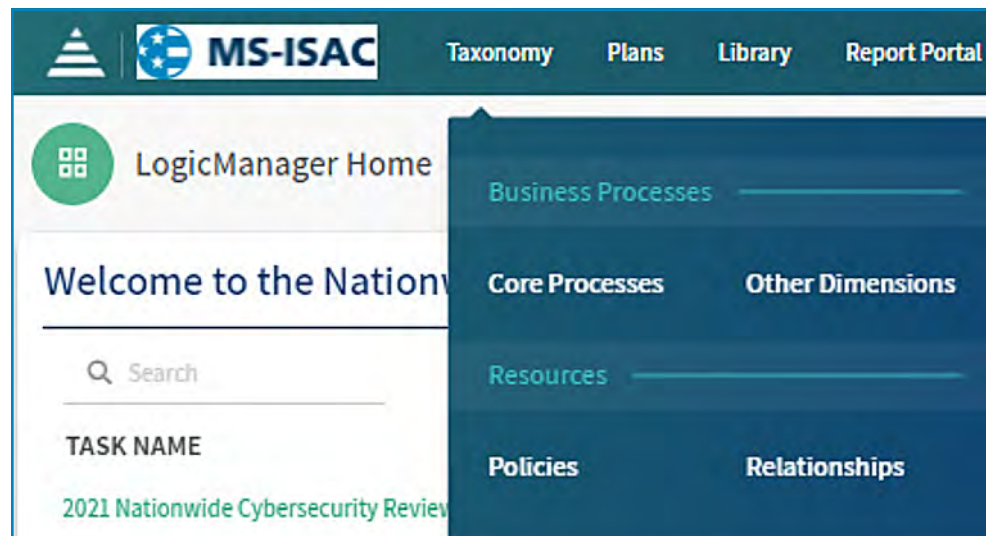 MS-ISAC Taxonomy Plans Library Report Portal
LogicManager Home
Business Processes
Welcome to the Nation
Core Processes Other Dimensions
Search
Resources
TASK NAME
Policies Relationships
2021 Nationwide Cybersecurity Review